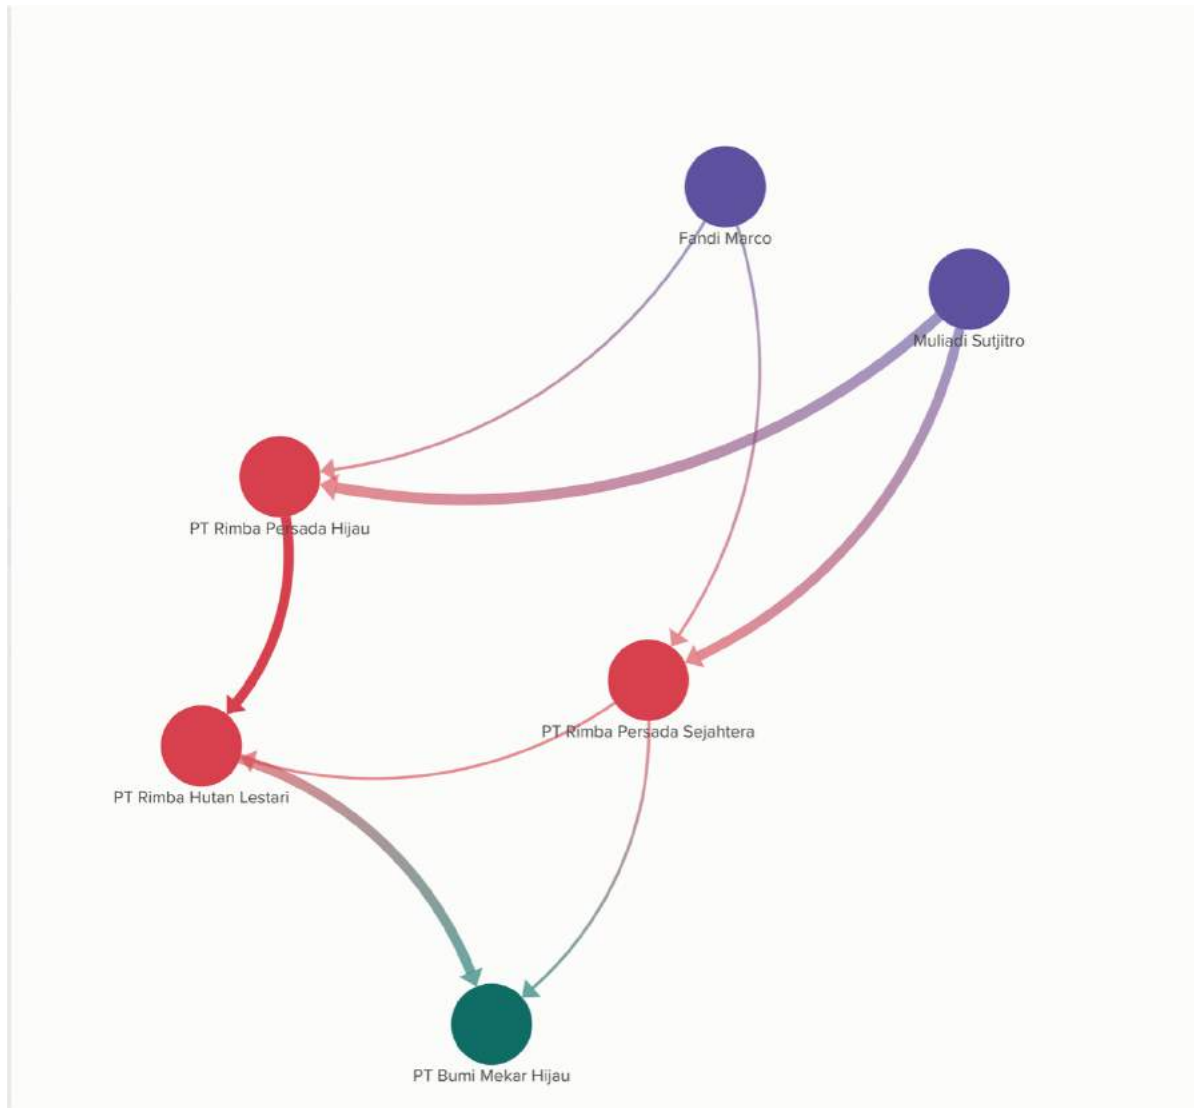 Fandi Marco
Muliadi Sutjitro
PT Rimba Persada Hijau
PT Rimba Persada Sejahtera
PT Rimba Hutan Lestari
PT Bumi Mekar Hijau